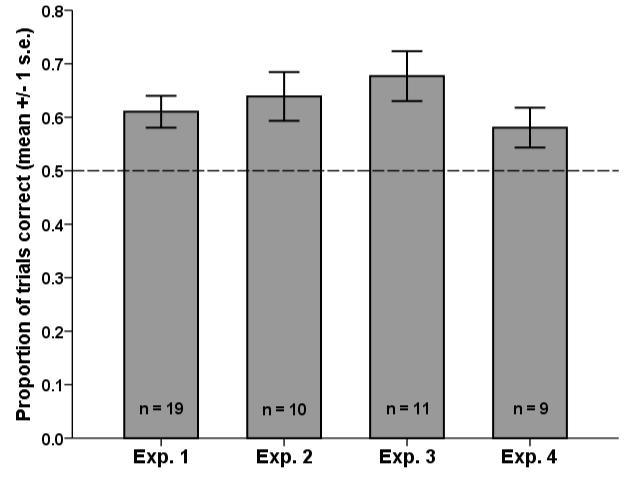 Proportion of trials correct (mean +/- 1 s.e.)
0.8
0.7
0.6
0.5
0.4
0.3
0.2
0.1
0.0
n = 19
n = 10
n = 11
n = 9
Exp. 1
Exp. 2
Exp. 3
Exp. 4